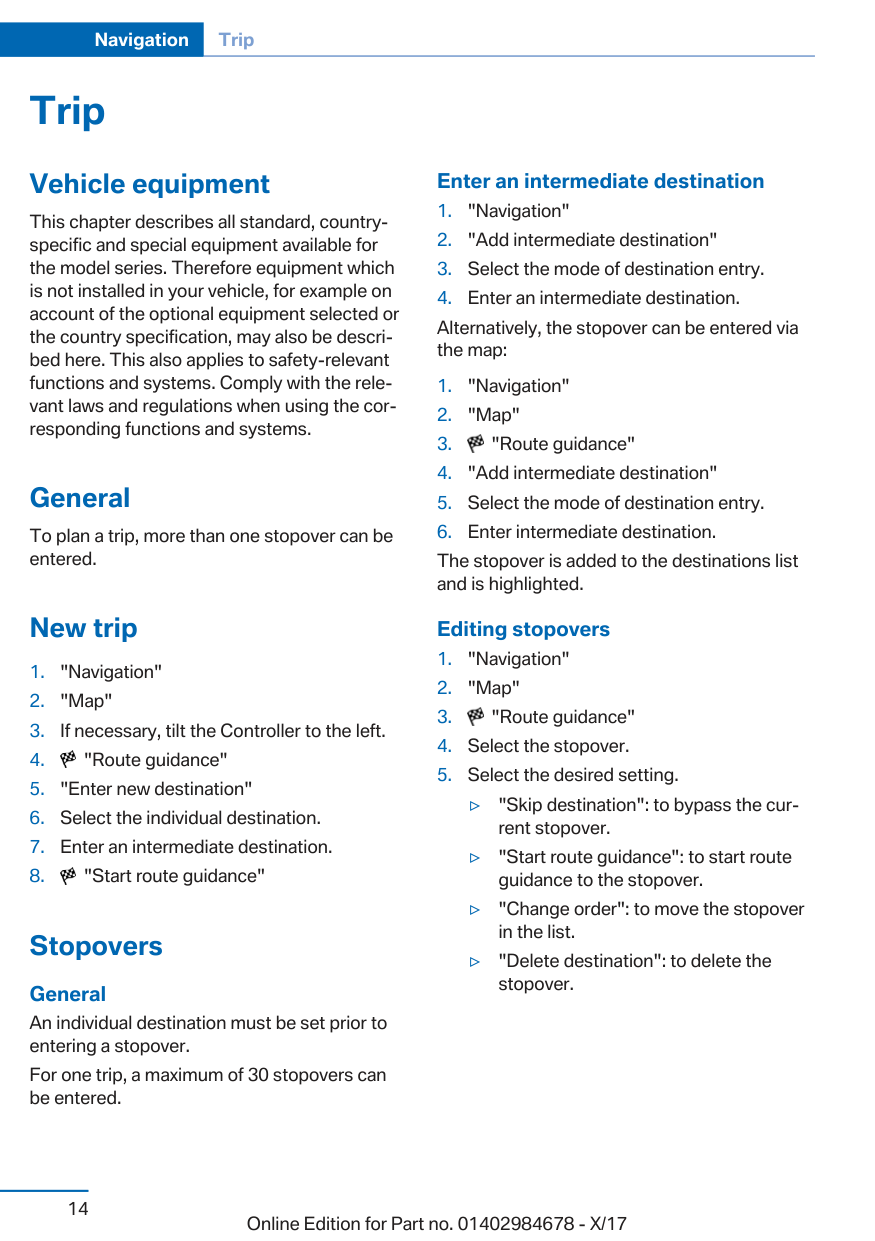 Navigation Trip
Trip
Vehicle equipment
This chapter describes all standard, country-
specific and special equipment available for
the model series. Therefore equipment which
is not installed in your vehicle, for example on
account of the optional equipment selected or
the country specification, may also be descri-
bed here. This also applies to safety-relevant
functions and systems. Comply with the rele-
vant laws and regulations when using the cor-
responding functions and systems.
General
To plan a trip, more than one stopover can be
entered.
New trip
1. "Navigation"
2. "Map"
3. If necessary, tilt the Controller to the left.
4. "Route guidance"
5. "Enter new destination"
6. Select the individual destination.
7. Enter an intermediate destination.
8. "Start route guidance"
Stopovers
General
An individual destination must be set prior to
entering a stopover.
For one trip, a maximum of 30 stopovers can
be entered.
Enter an intermediate destination
1. "Navigation"
2. "Add intermediate destination"
3. Select the mode of destination entry.
4. Enter an intermediate destination.
Alternatively, the stopover can be entered via
the map:
1. "Navigation"
2. "Map"
3. "Route guidance"
4. "Add intermediate destination"
5. Select the mode of destination entry.
6. Enter intermediate destination.
The stopover is added to the destinations list
and is highlighted.
Editing stopovers
1. "Navigation"
2. "Map"
3. "Route guidance"
4. Select the stopover.
5. Select the desired setting.
▷ "Skip destination": to bypass the cur-
rent stopover.
▷ "Start route guidance": to start route
guidance to the stopover.
▷ "Change order": to move the stopover
in the list.
▷ "Delete destination": to delete the
stopover.
14
Online Edition for Part no. 01402984678 - X/17